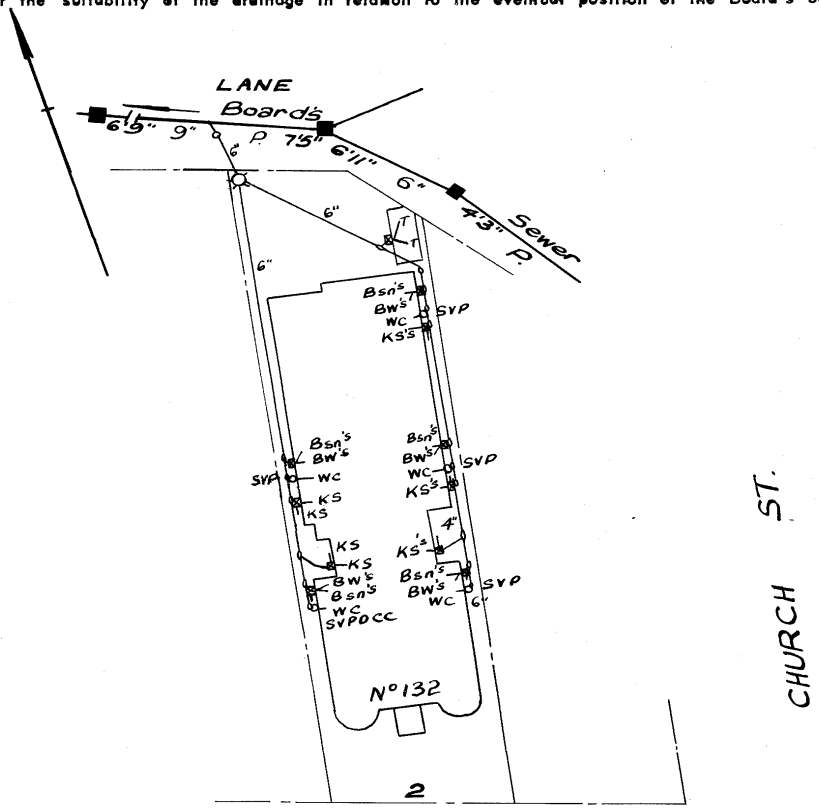 r the suitability of the drainage in relation to the eventual position of the Board's S
LANE
Board's
6'9" 9" P. 7'5"
6'11"
6"
4'3" P.
Sewer
6"
6"
6"
T
T
Bsn's
BW's
WC
KS's
SVP
Bsn's
BW's
WC
KS's
SVP
4"
KS's
Bsn's
BW's
WC
SVP
6"
Bsn's
BW's
SVP
WC
KS
KS
KS
KS
BW's
Bsn's
WC
SVPDCC
Nº 132
2
CHURCH ST.